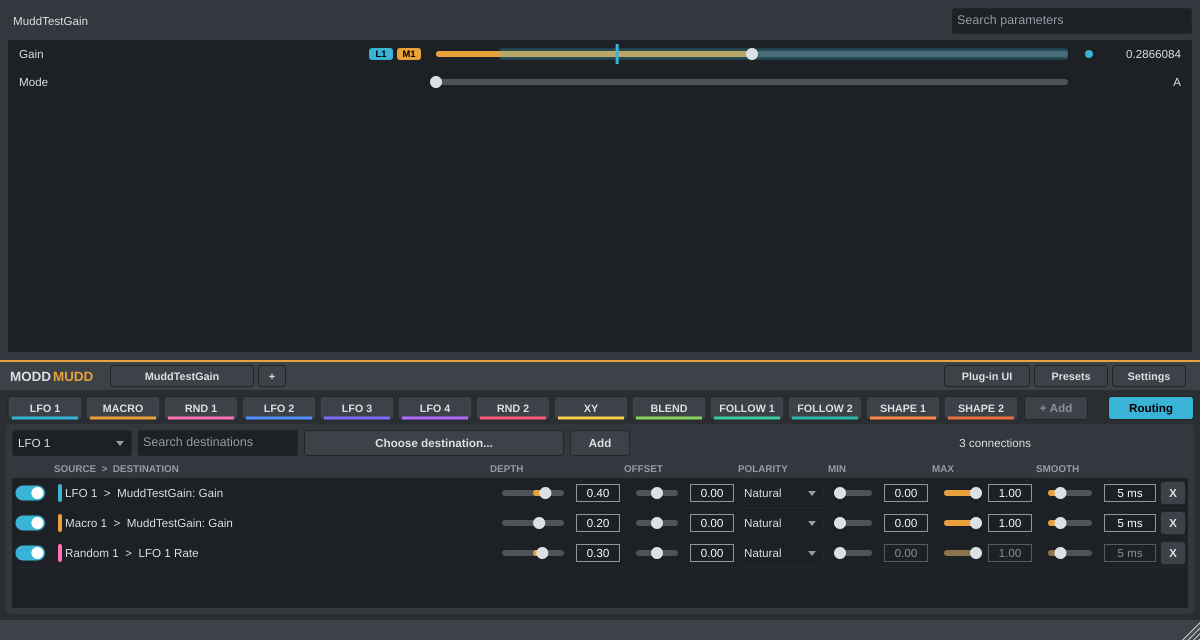 MuddTestGain Search parameters
Gain L1 M1 0.2866084
Mode A
MODD MUDD MuddTestGain + Plug-in UI Presets Settings
LFO 1 MACRO RND 1 LFO 2 LFO 3 LFO 4 RND 2 XY BLEND FOLLOW 1 FOLLOW 2 SHAPE 1 SHAPE 2 + Add Routing
LFO 1 Search destinations Choose destination... Add 3 connections
SOURCE > DESTINATION DEPTH OFFSET POLARITY MIN MAX SMOOTH
LFO 1 > MuddTestGain: Gain 0.40 0.00 Natural 0.00 1.00 5 ms X
Macro 1 > MuddTestGain: Gain 0.20 0.00 Natural 0.00 1.00 5 ms X
Random 1 > LFO 1 Rate 0.30 0.00 Natural 0.00 1.00 5 ms X